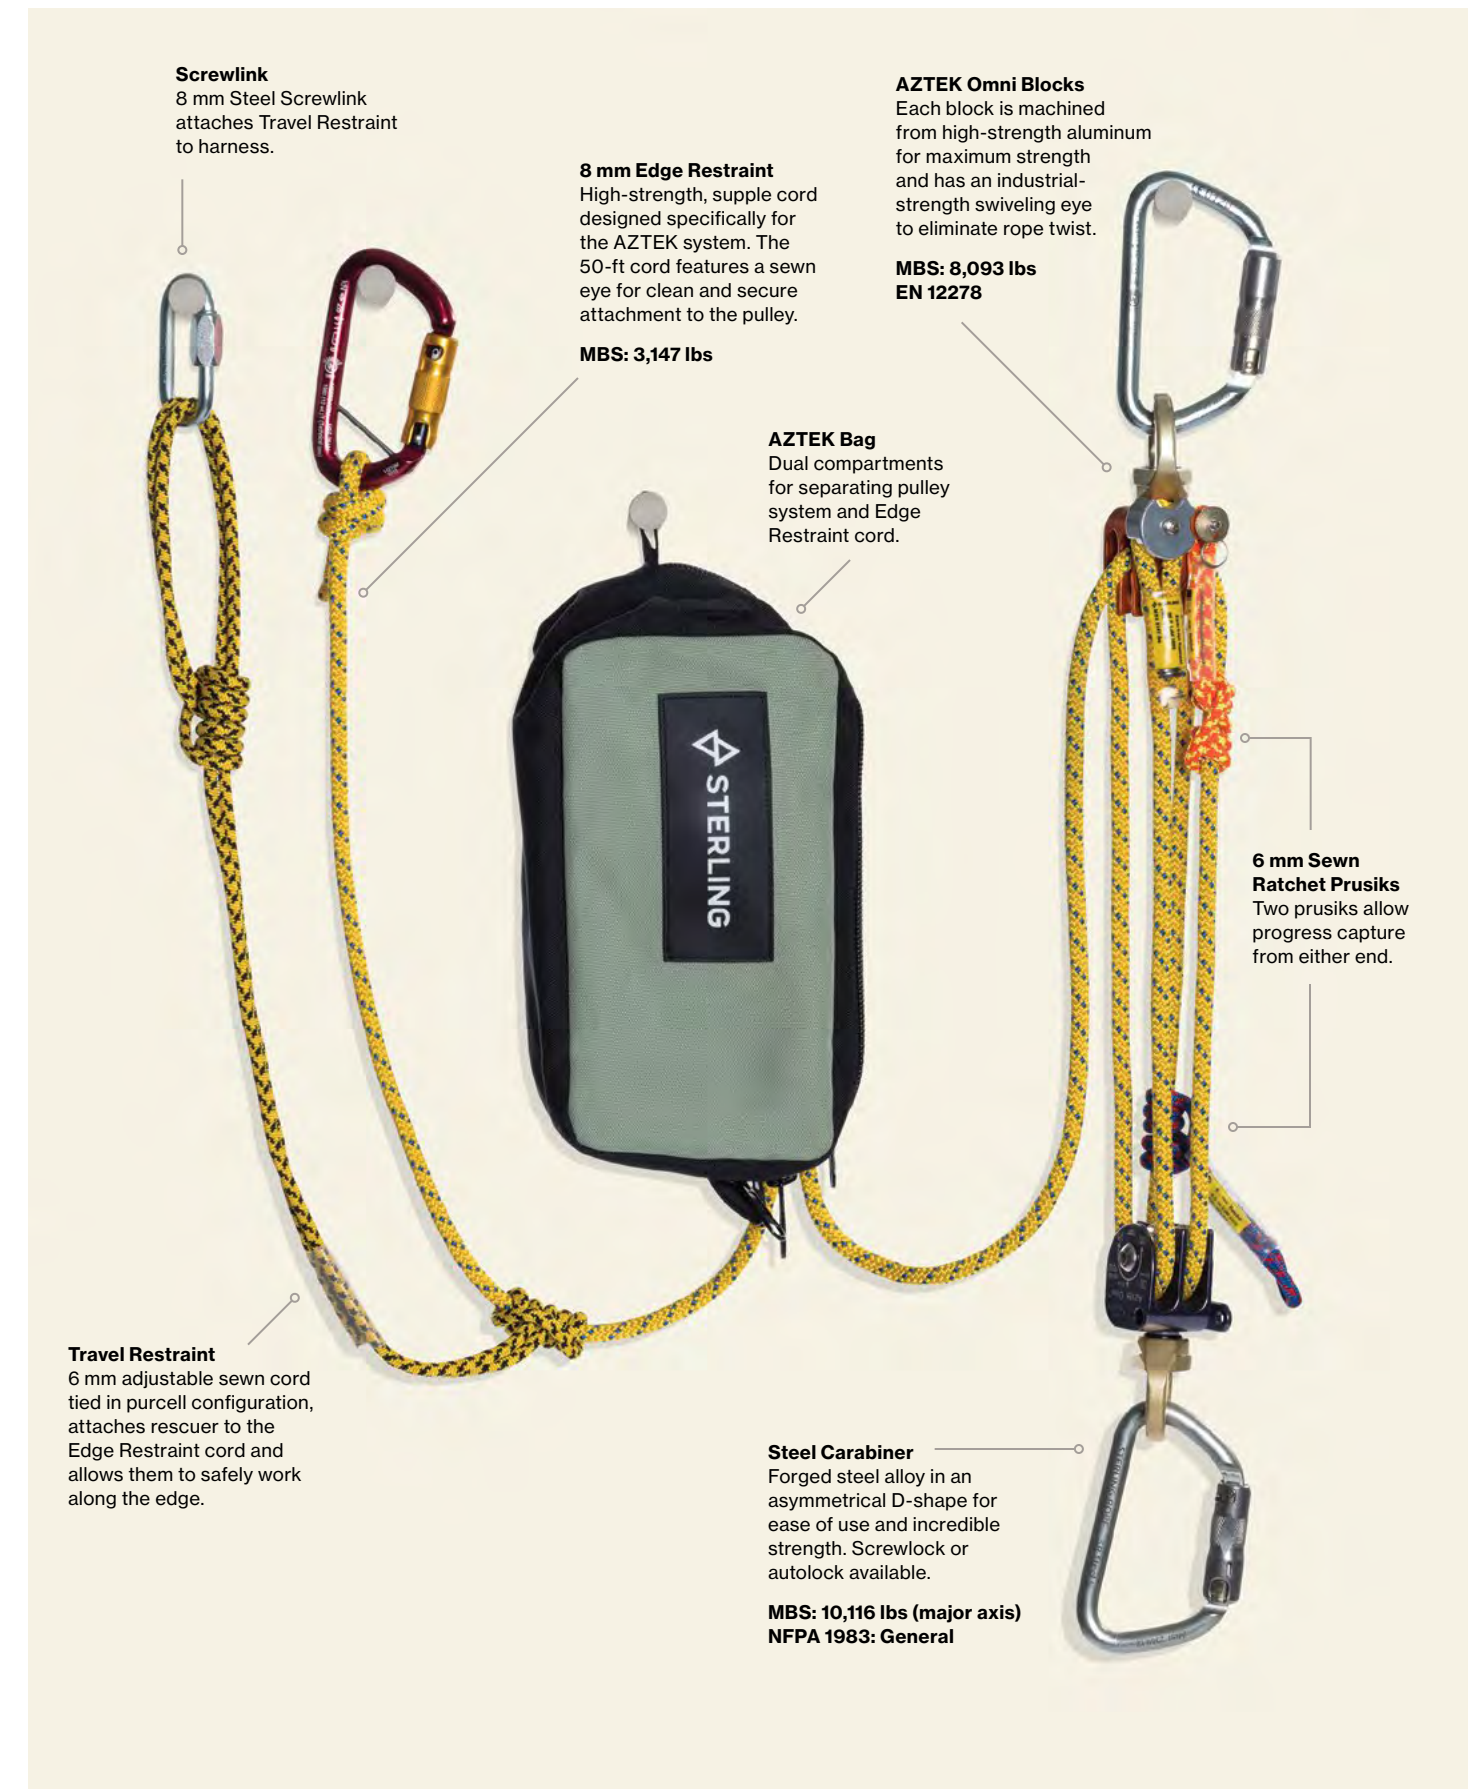 Screwlink
8 mm Steel Screwlink
attaches Travel Restraint
to harness.
8 mm Edge Restraint
High-strength, supple cord
designed specifically for
the AZTEK system. The
50-ft cord features a sewn
eye for clean and secure
attachment to the pulley.
MBS: 3,147 lbs
AZTEK Omni Blocks
Each block is machined
from high-strength aluminum
for maximum strength
and has an industrial-
strength swiveling eye
to eliminate rope twist.
MBS: 8,093 lbs
EN 12278
AZTEK Bag
Dual compartments
for separating pulley
system and Edge
Restraint cord.
STERLING
6 mm Sewn
Ratchet Prusiks
Two prusiks allow
progress capture
from either end.
Travel Restraint
6 mm adjustable sewn cord
tied in purcell configuration,
attaches rescuer to the
Edge Restraint cord and
allows them to safely work
along the edge.
Steel Carabiner
Forged steel alloy in an
asymmetrical D-shape for
ease of use and incredible
strength. Screwlock or
autolock available.
MBS: 10,116 lbs (major axis)
NFPA 1983: General